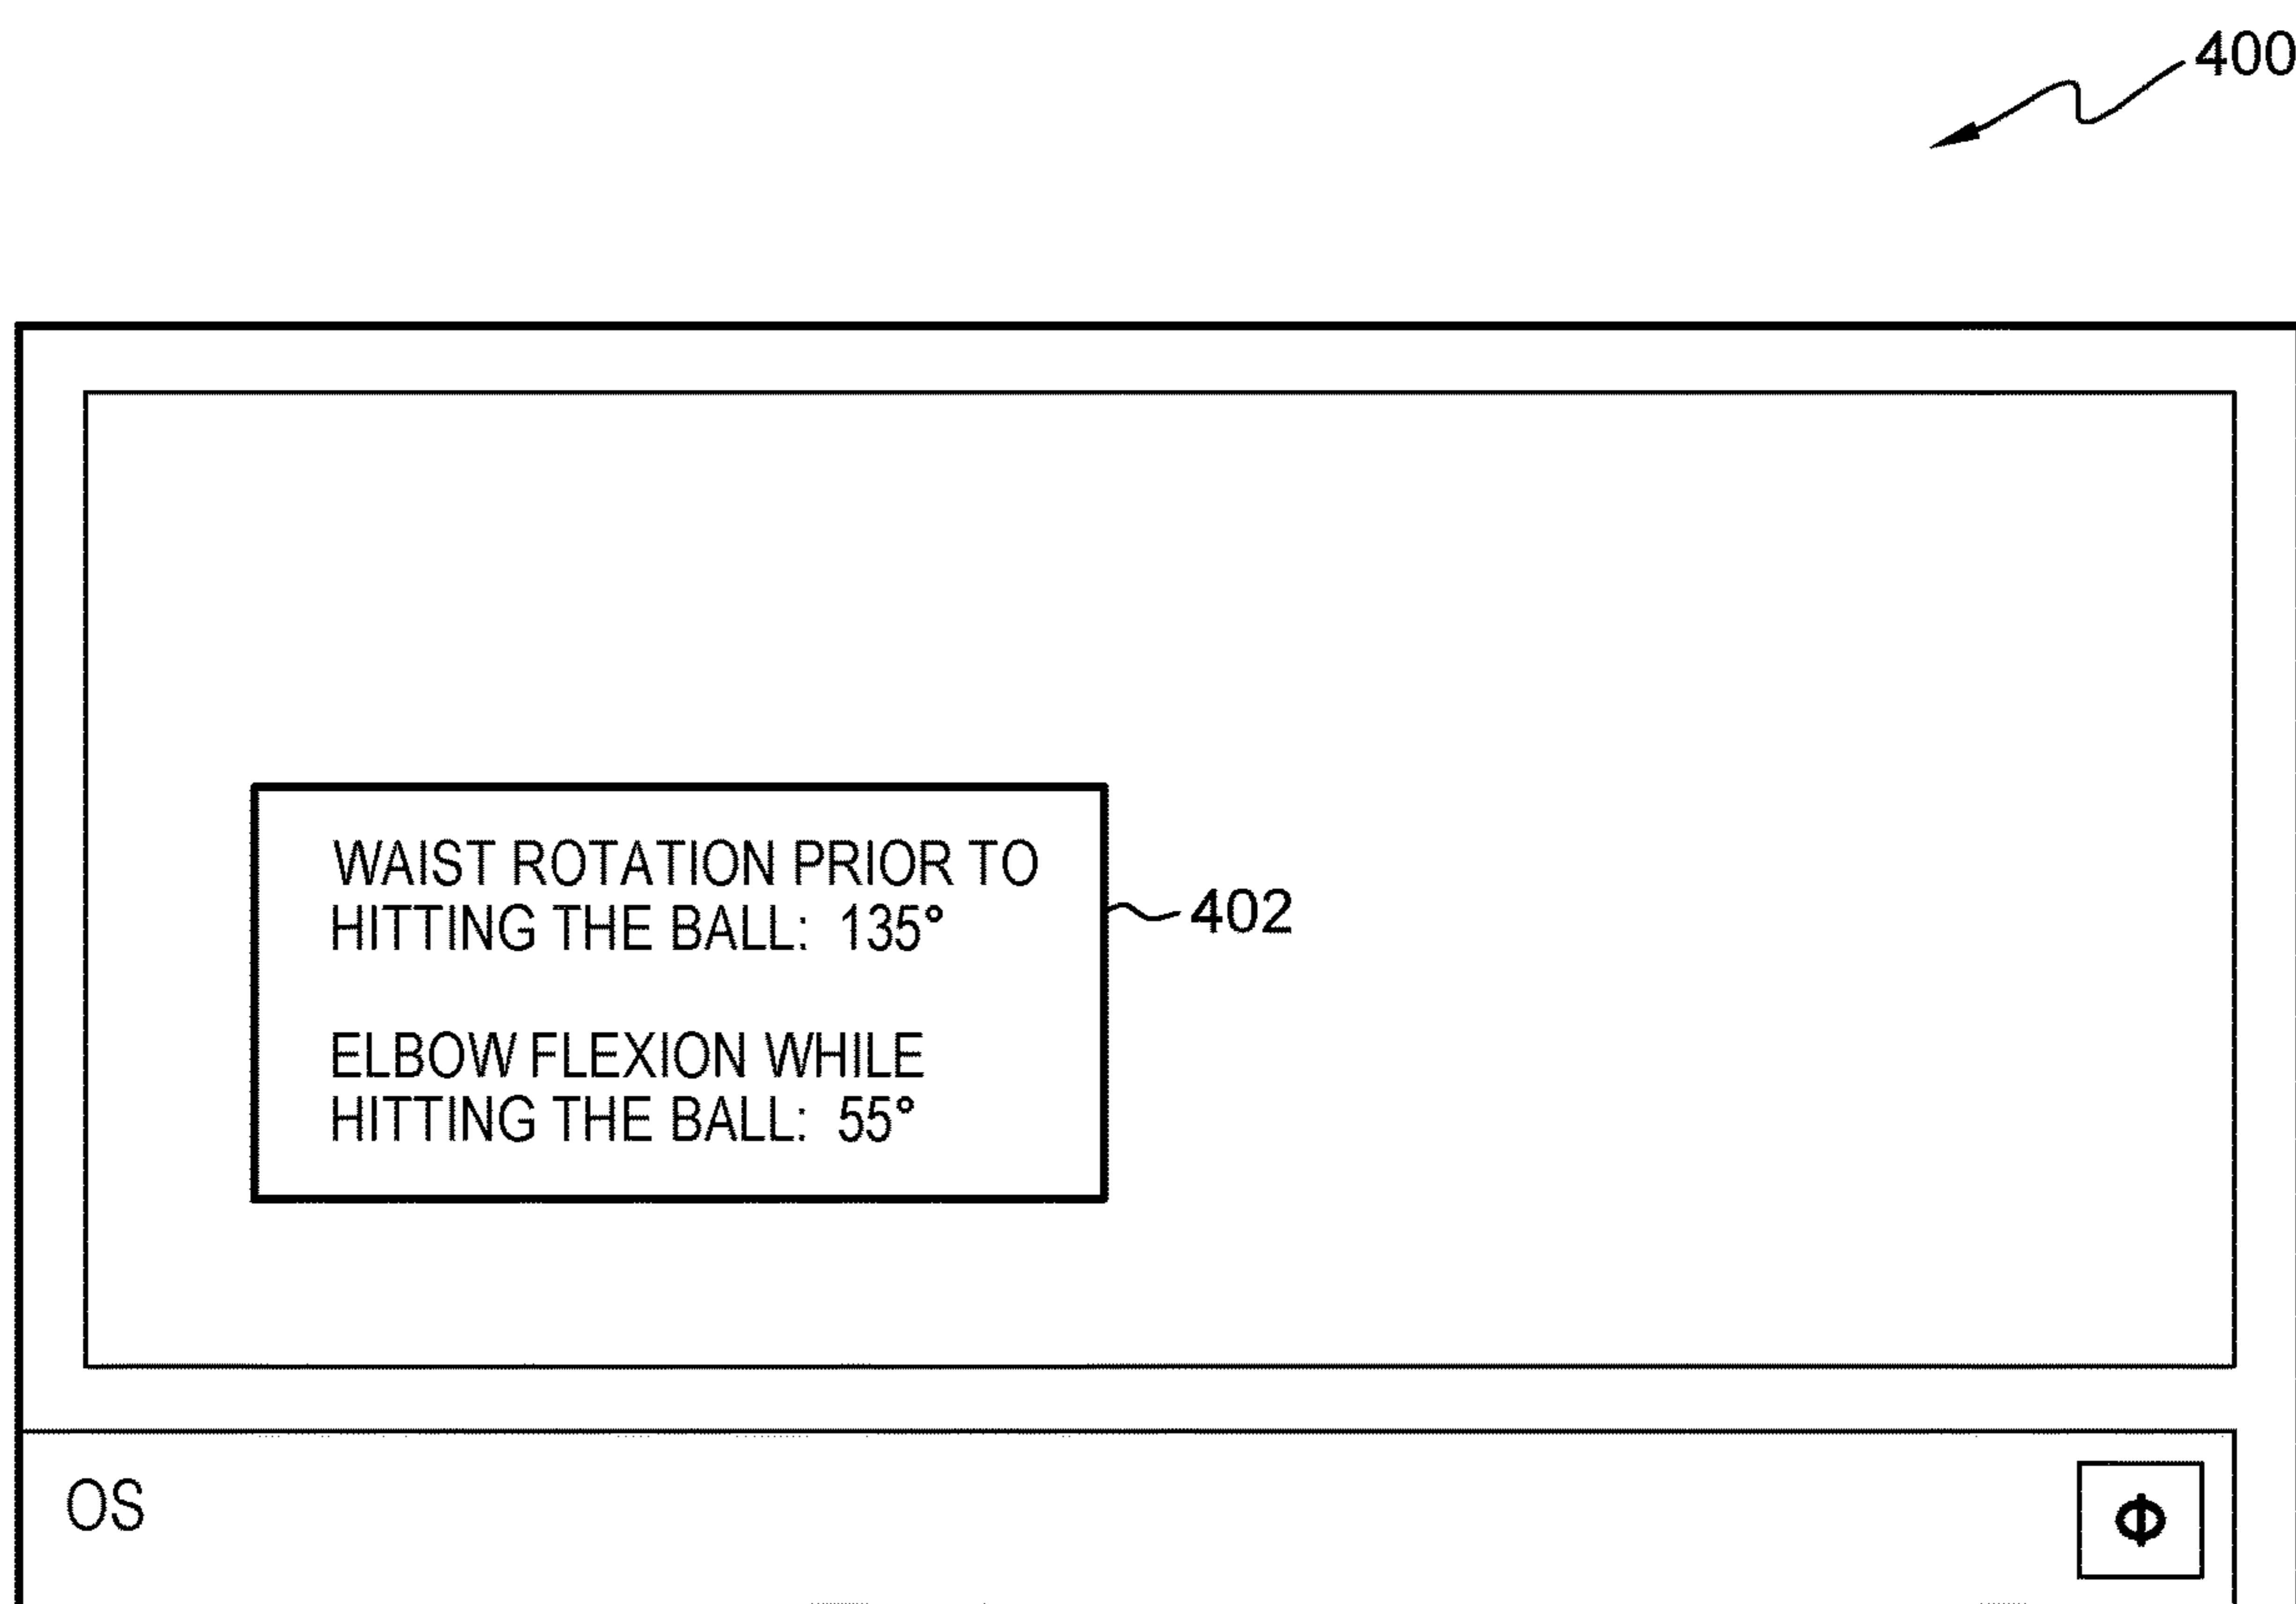 400
WAIST ROTATION PRIOR TO
HITTING THE BALL: 135°
402
ELBOW FLEXION WHILE
HITTING THE BALL: 55°
OS
Φ